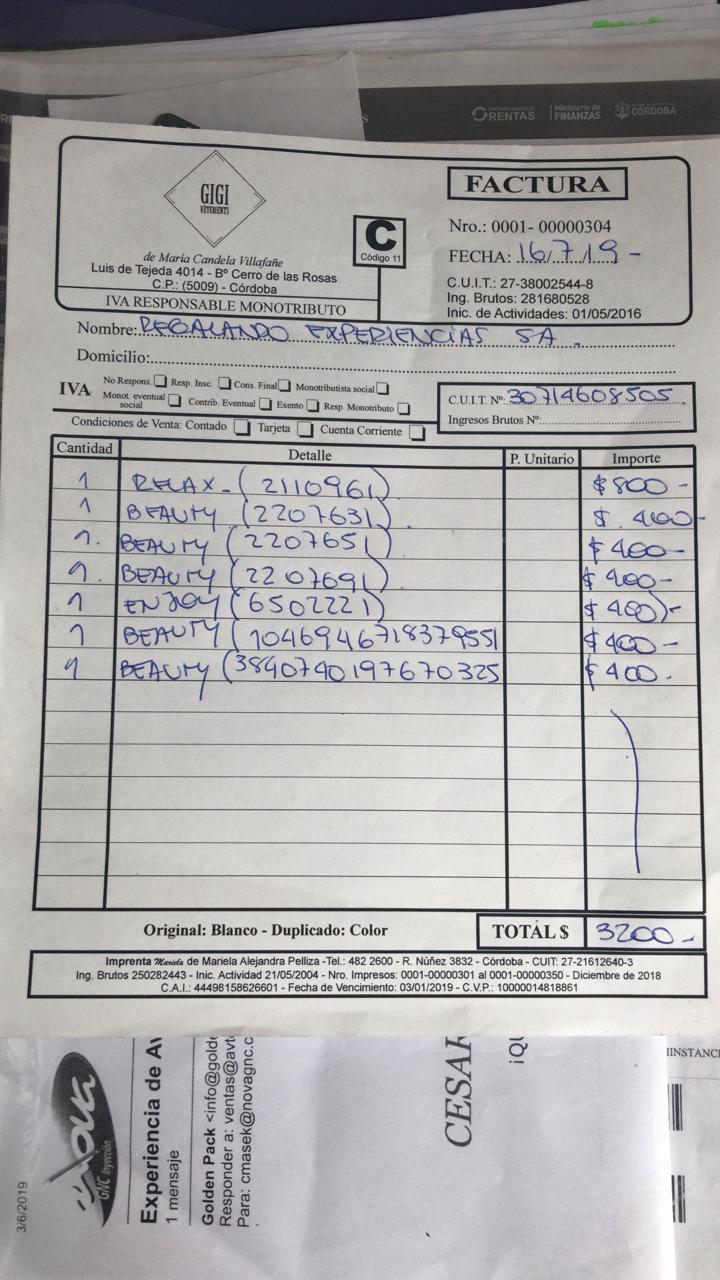 RENTAS
Ministerio de
FINANZAS
CÓRDOBA
GIGI
VETEMENTS
de María Candela Villafañe
Luis de Tejeda 4014 - Bº Cerro de las Rosas
C.P.: (5009) - Córdoba
IVA RESPONSABLE MONOTRIBUTO
C
Código 11
FACTURA
Nro.: 0001- 00000304
FECHA: 16/7/19-
C.U.I.T.: 27-38002544-8
Ing. Brutos: 281680528
Inic. de Actividades: 01/05/2016
Nombre: REGALANDO EXPERIENCIAS SA.
Domicilio:
IVA
No Respons. Resp. Insc. Cons. Final Monotributista social
Monot. eventual social Contrib. Eventual Exento Resp. Monotributo
C.U.I.T. Nº: 30714608505.
Ingresos Brutos Nº:
Condiciones de Venta: Contado Tarjeta Cuenta Corriente
Cantidad Detalle P. Unitario Importe
1 RELAX - (2110961) $800-
1 BEAUTY (2207631) $.400-
1. BEAUTY (2207651) $400-
1. BEAUTY (2207691) $400-
1 ENJOY (6502221) $400)-
1 BEAUTY (1046946718379551 $400-
1 BEAUTY (3840740197670325 $400.
Original: Blanco - Duplicado: Color
TOTAL $ 3200-
Imprenta Mariela de Mariela Alejandra Pelliza -Tel.: 482 2600 - R. Núñez 3832 - Córdoba - CUIT: 27-21612640-3
Ing. Brutos 250282443 - Inic. Actividad 21/05/2004 - Nro. Impresos: 0001-00000301 al 0001-00000350 - Diciembre de 2018
C.A.I.: 44498158626601 - Fecha de Vencimiento: 03/01/2019 - C.V.P.: 10000014818861
3/6/2019
nova
GNC Inyección
Experiencia de Av
1 mensaje
Golden Pack <info@golde
Responder a: ventas@avte
Para: cmasek@novagnc.c
CESAR
¡QU
IINSTANCI